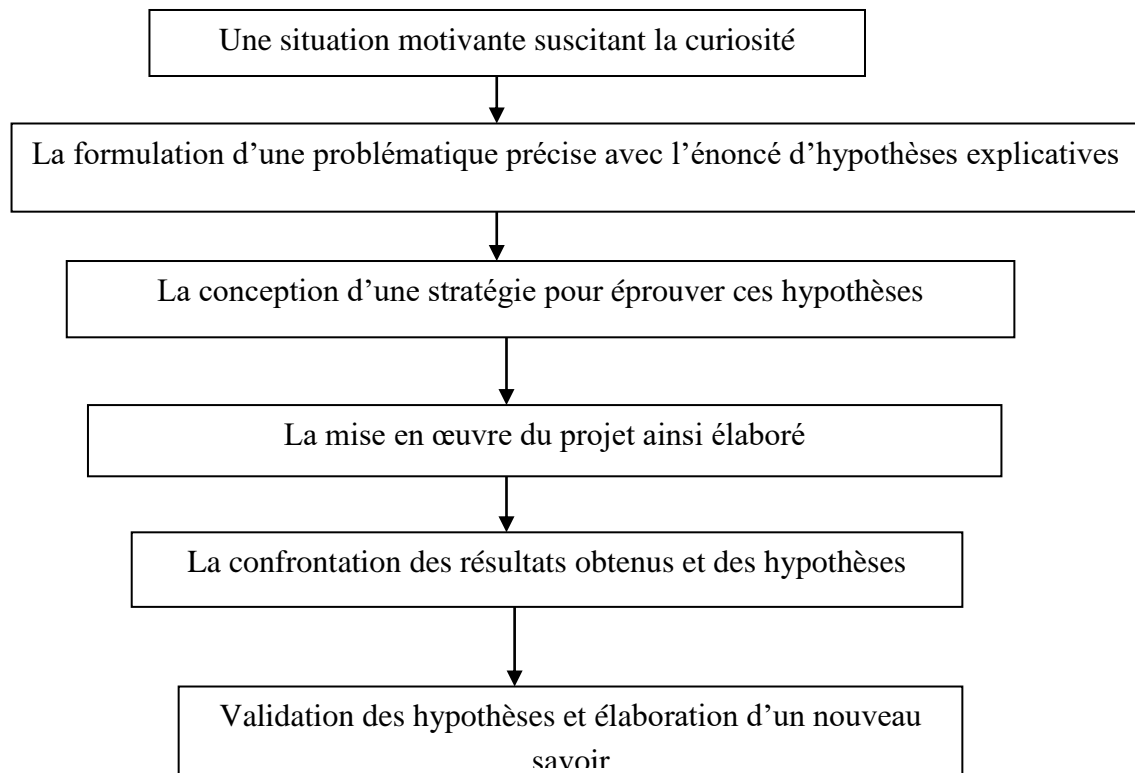 Une situation motivante suscitant la curiosité
La formulation d’une problématique précise avec l’énoncé d’hypothèses explicatives
La conception d’une stratégie pour éprouver ces hypothèses
La mise en œuvre du projet ainsi élaboré
La confrontation des résultats obtenus et des hypothèses
Validation des hypothèses et élaboration d’un nouveau
savoir